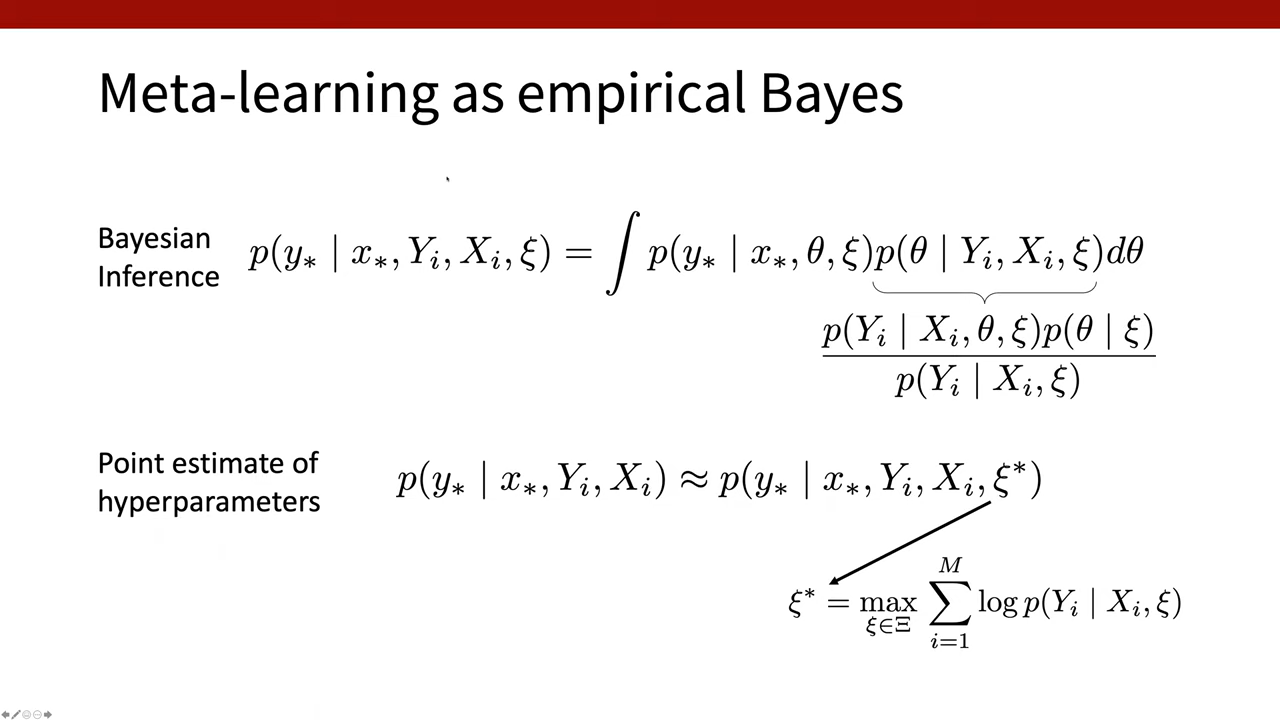 Meta-learning as empirical Bayes
Bayesian
Inference
p(y_* | x_*, Y_i, X_i, ξ) = ∫ p(y_* | x_*, θ, ξ)p(θ | Y_i, X_i, ξ)dθ
p(Y_i | X_i, θ, ξ)p(θ | ξ)
p(Y_i | X_i, ξ)
Point estimate of
hyperparameters
p(y_* | x_*, Y_i, X_i) ≈ p(y_* | x_*, Y_i, X_i, ξ^*)
ξ^* = max_{ξ∈Ξ} ∑_{i=1}^{M} log p(Y_i | X_i, ξ)